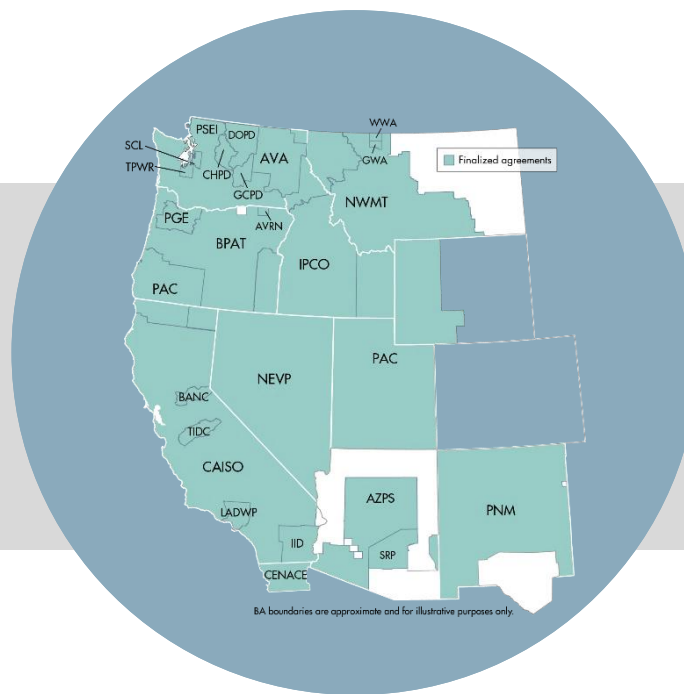 WWA
PSEI
DOPD
SCL
AVA
GWA
Finalized agreements
TPWR
CHPD
GCPD
NWMT
PGE
AVRN
BPAT
IPCO
PAC
PAC
NEVP
BANC
TIDC
CAISO
AZPS
LADWP
PNM
IID
SRP
CENACE
BA boundaries are approximate and for illustrative purposes only.